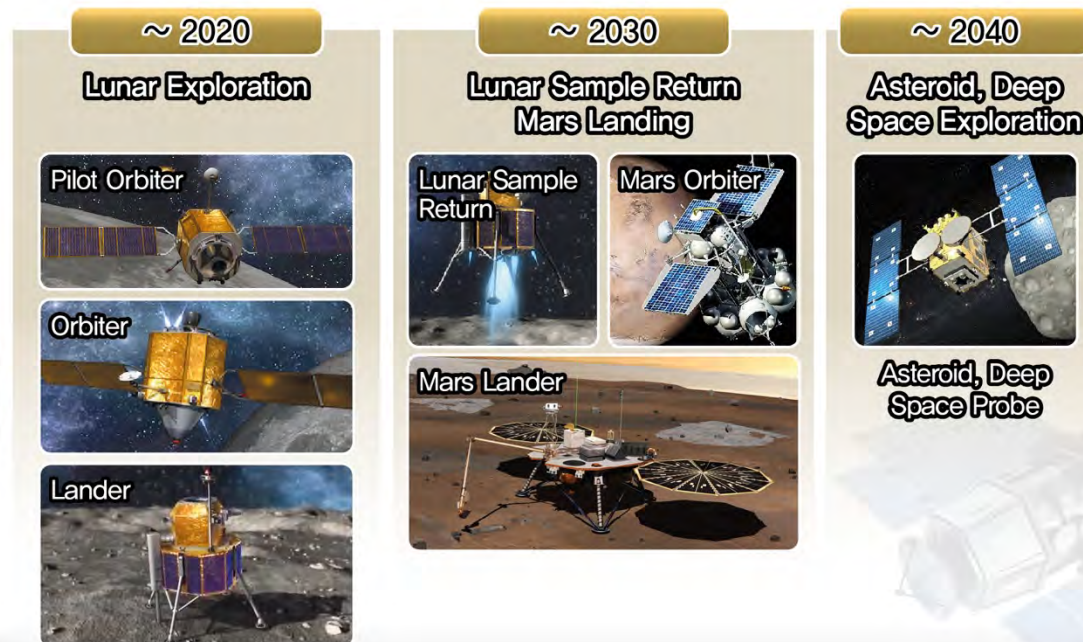 ~ 2020
Lunar Exploration
Pilot Orbiter
Orbiter
Lander
~ 2030
Lunar Sample Return
Mars Landing
Lunar Sample
Return
Mars Orbiter
Mars Lander
~ 2040
Asteroid, Deep
Space Exploration
Asteroid, Deep
Space Probe